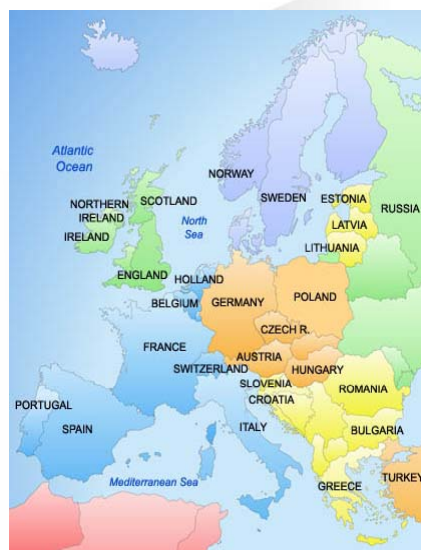 Atlantic
Ocean
NORWAY
SWEDEN
ESTONIA
RUSSIA
LATVIA
LITHUANIA
NORTHERN
IRELAND
SCOTLAND
North
Sea
IRELAND
ENGLAND
HOLLAND
BELGIUM
GERMANY
POLAND
CZECH R.
FRANCE
AUSTRIA
SWITZERLAND
HUNGARY
SLOVENIA
ROMANIA
CROATIA
PORTUGAL
SPAIN
ITALY
BULGARIA
Mediterranean Sea
GREECE
TURKEY